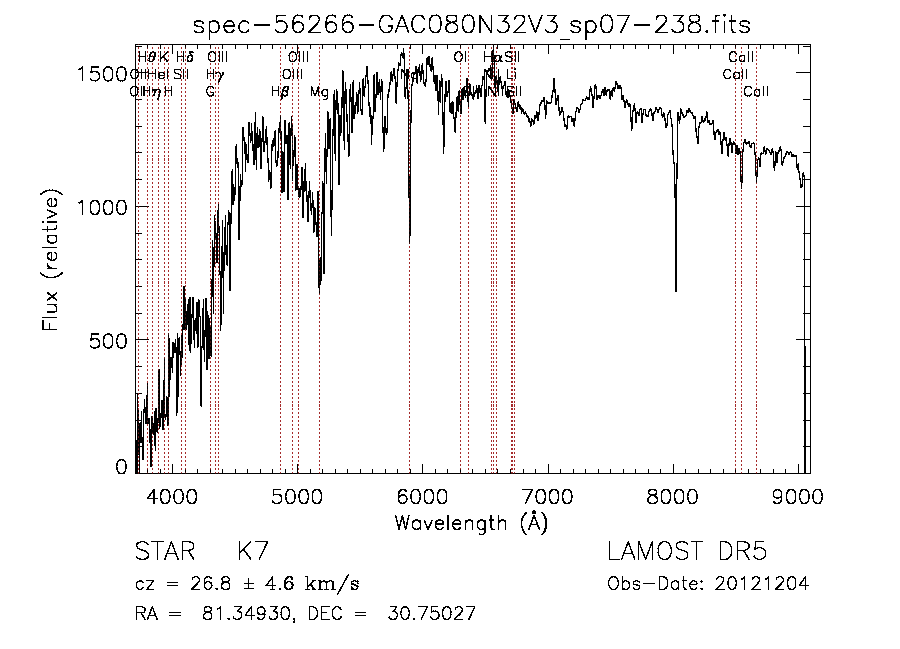 spec-56266-GAC080N32V3_sp07-238.fits
Hθ K Hδ OIII OIII OI Hα SII CaII
HeI SII Hγ OIII Li CaII
Hη H G Hβ Mg SII CaII
1500
1000
500
0
Flux (relative)
4000 5000 6000 7000 8000 9000
Wavelength (Å)
STAR K7 LAMOST DR5
cz = 26.8 ± 4.6 km/s Obs-Date: 20121204
RA = 81.34930, DEC = 30.75027